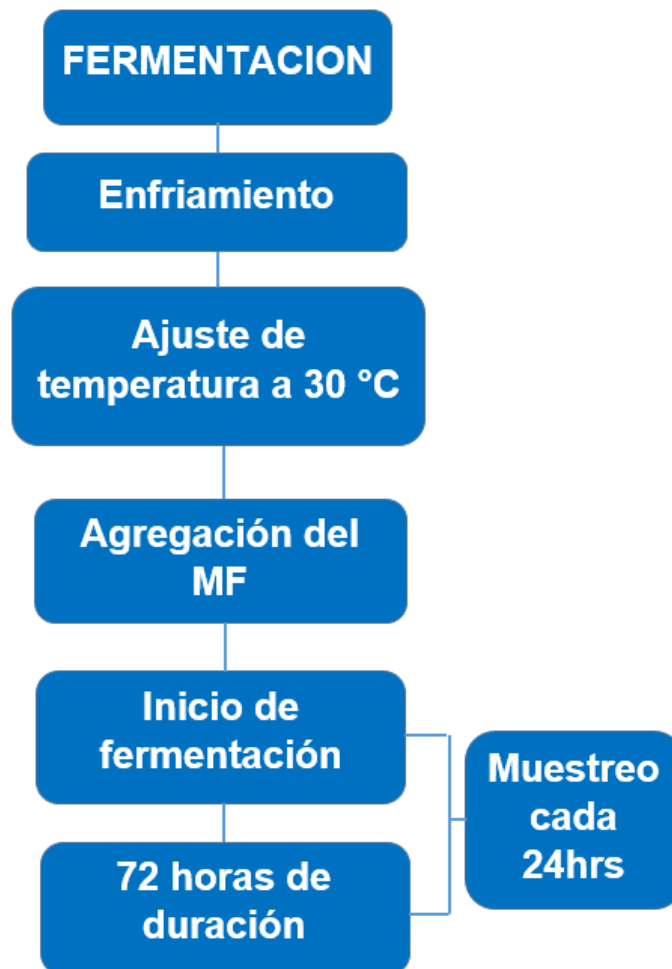 FERMENTACION
Enfriamiento
Ajuste de
temperatura a 30 °C
Agregación del
MF
Inicio de
fermentación
Muestreo
cada
24hrs
72 horas de
duración